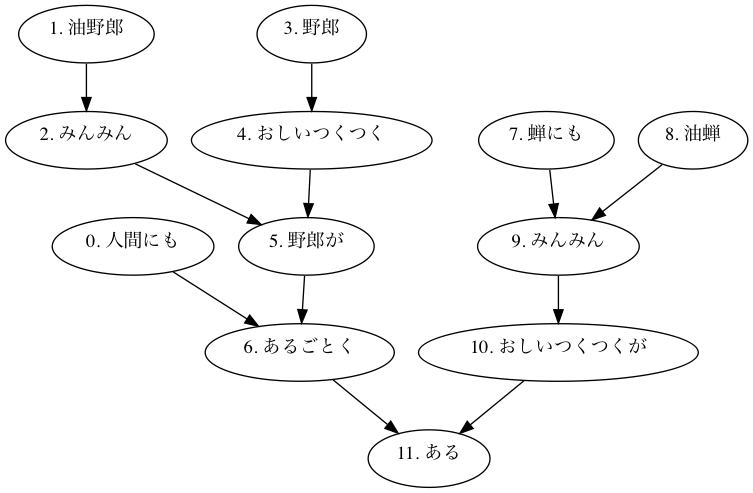 1. 油野郎
3. 野郎
2. みんみん
4. おしいつくつく
7. 蝉にも
8. 油蝉
0. 人間にも
5. 野郎が
9. みんみん
6. あるごとく
10. おしいつくつくが
11. ある